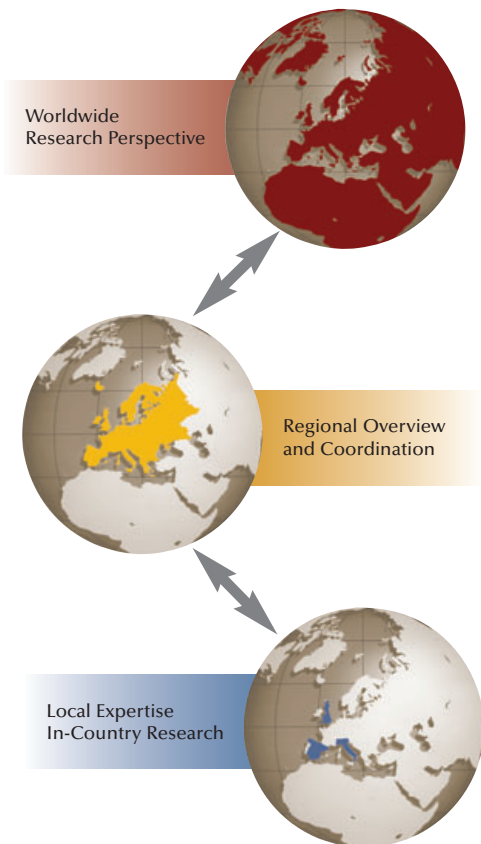 Worldwide
Research Perspective
Regional Overview
and Coordination
Local Expertise
In-Country Research